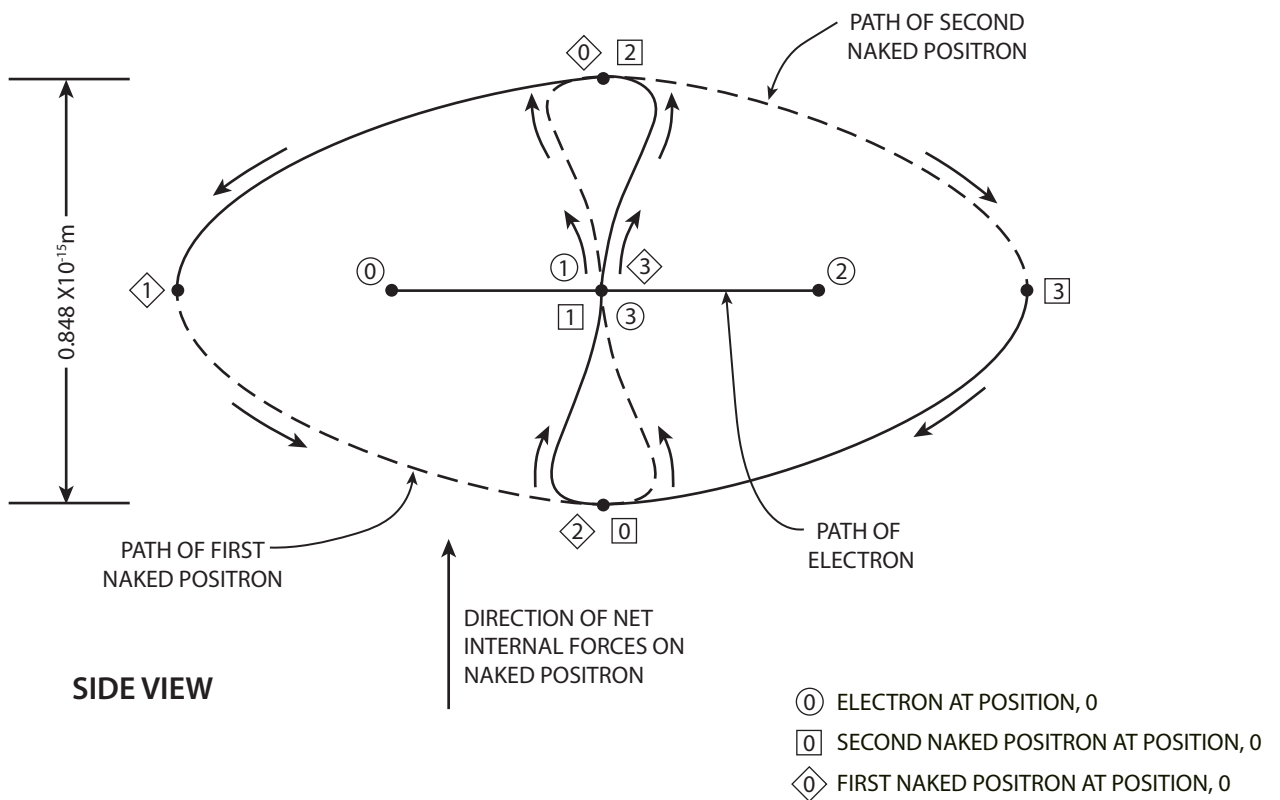 PATH OF SECOND
NAKED POSITRON
0 2
0.848 X10⁻¹⁵m
0
1
3
2
1
3
1
3
2 0
PATH OF FIRST
NAKED POSITRON
PATH OF
ELECTRON
DIRECTION OF NET
INTERNAL FORCES ON
NAKED POSITRON
SIDE VIEW
0 ELECTRON AT POSITION, 0
0 SECOND NAKED POSITRON AT POSITION, 0
0 FIRST NAKED POSITRON AT POSITION, 0